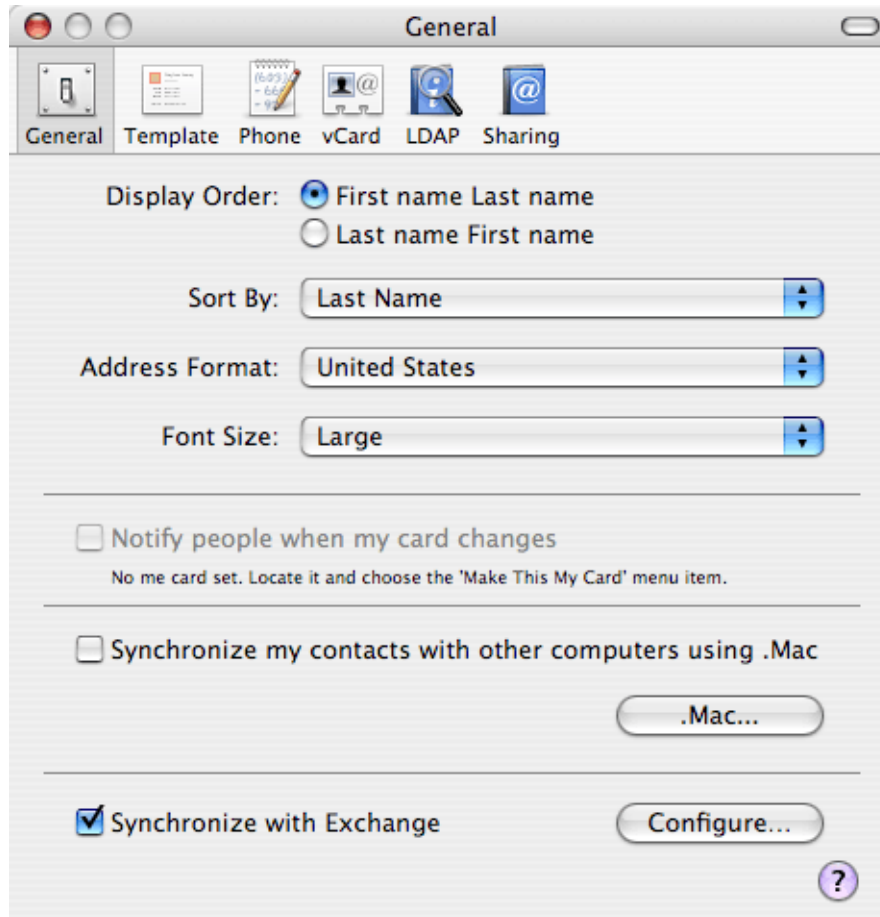 General
General Template Phone vCard LDAP Sharing
Display Order: First name Last name
Last name First name
Sort By: Last Name
Address Format: United States
Font Size: Large
Notify people when my card changes
No me card set. Locate it and choose the 'Make This My Card' menu item.
Synchronize my contacts with other computers using .Mac
.Mac...
Synchronize with Exchange Configure...
?